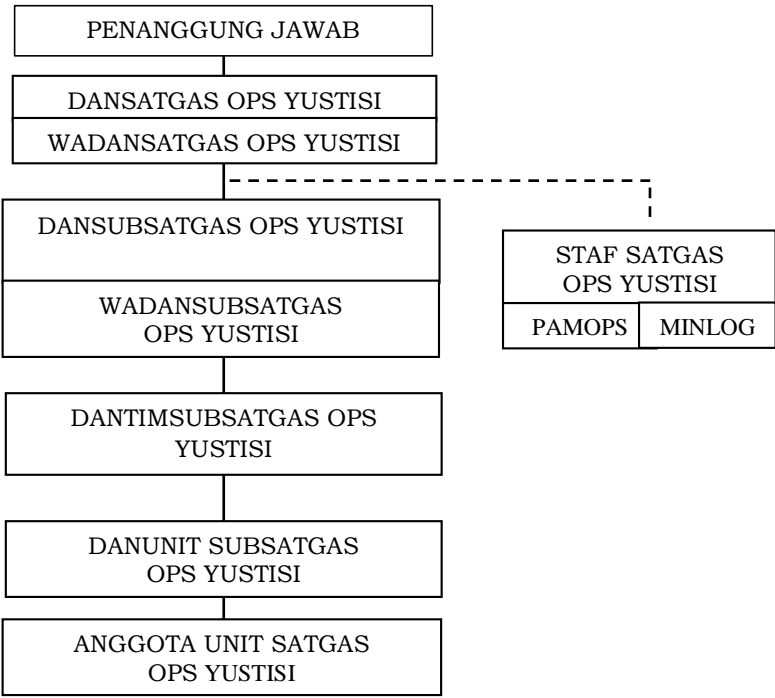 PENANGGUNG JAWAB
DANSATGAS OPS YUSTISI
WADANSATGAS OPS YUSTISI
DANSUBSATGAS OPS YUSTISI
WADANSUBSATGAS
OPS YUSTISI
STAF SATGAS
OPS YUSTISI
PAMOPS
MINLOG
DANTIMSUBSATGAS OPS
YUSTISI
DANUNIT SUBSATGAS
OPS YUSTISI
ANGGOTA UNIT SATGAS
OPS YUSTISI